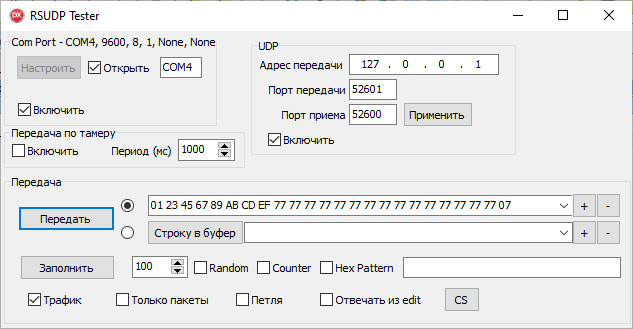 RSUDP Tester
Com Port - COM4, 9600, 8, 1, None, None
Настроить Открыть COM4
Включить
UDP
Адрес передачи 127 . 0 . 0 . 1
Порт передачи 52601
Порт приема 52600 Применить
Включить
Передача по тамеру
Включить Период (мс) 1000
Передача
Передать 01 23 45 67 89 AB CD EF 77 77 77 77 77 77 77 77 77 77 77 77 77 77 77 07 + -
Строку в буфер + -
Заполнить 100 Random Counter Hex Pattern
Трафик Только пакеты Петля Отвечать из edit CS